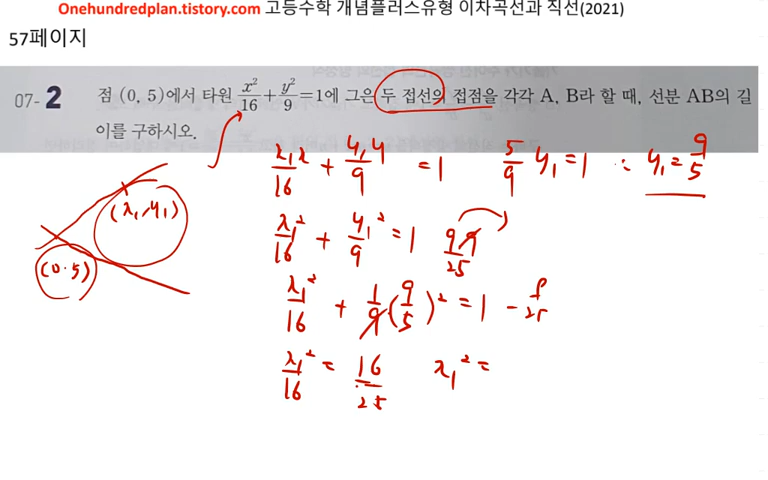 Onehundredplan.tistory.com 고등수학 개념플러스유형 이차곡선과 직선(2021)
57페이지
07-2 점 (0, 5)에서 타원 x²/16+y²/9=1에 그은 두 접선의 접점을 각각 A, B라 할 때, 선분 AB의 길
이를 구하시오.
x₁x/16 + y₁y/9 = 1 5/9 y₁ = 1 ∴ y₁ = 9/5
(x₁, y₁)
x₁²/16 + y₁²/9 = 1
(0·5)
x₁²/16 + 1/9 (9/5)² = 1 - 9/25
x₁²/16 = 16/25 x₁² =